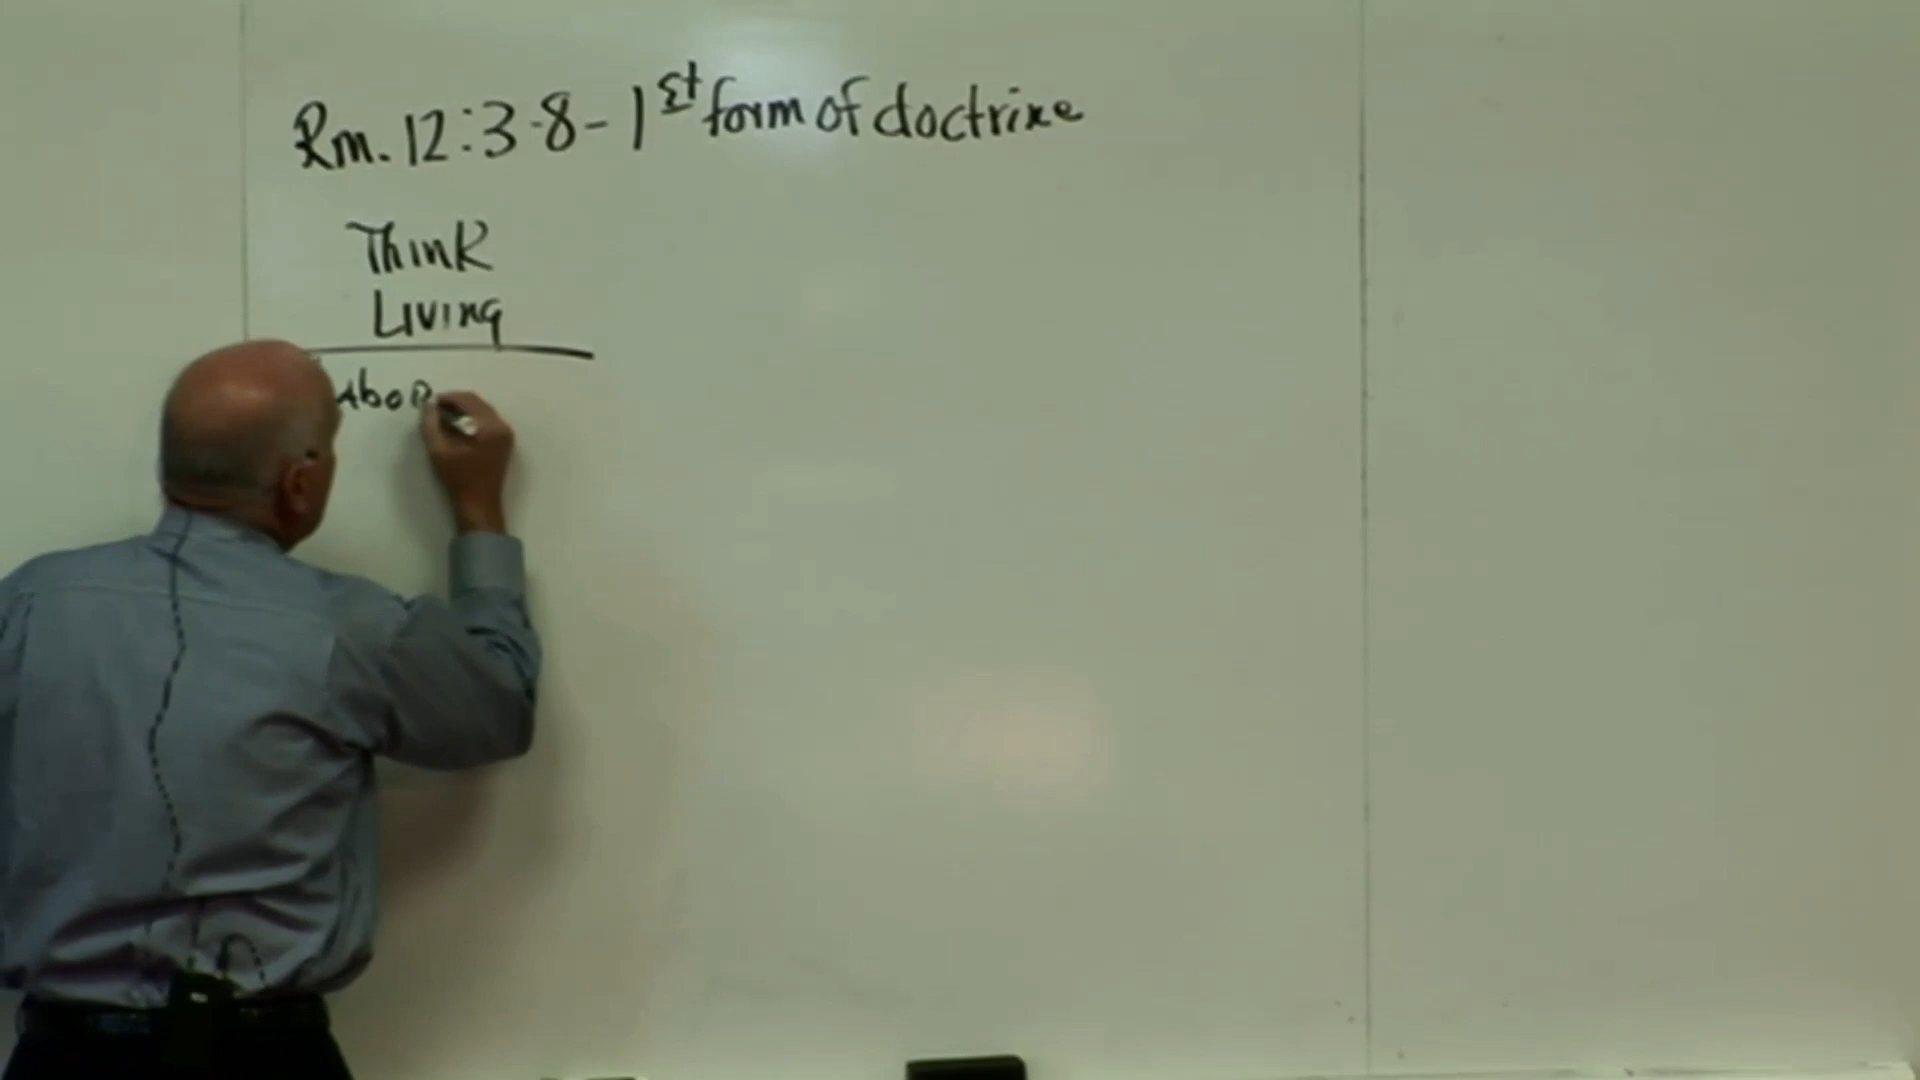 Rm. 12:3-8 - 1st form of doctrine
Think
Living